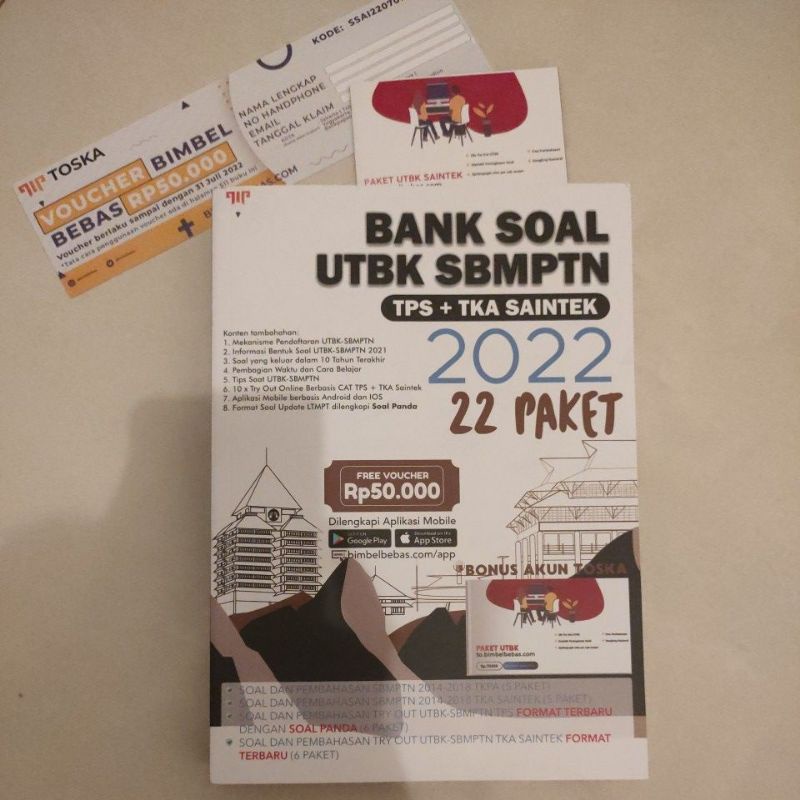 KODE: SSAI2207
NAMA LENGKAP
NO HANDPHONE
EMAIL
TANGGAL KLAIM
TIP TOSKA
VOUCHER BIMBEL
BEBAS RP50.000
Voucher berlaku sampai dengan 31 Juli 2022
PAKET UTBK SAINTEK
TIP
BANK SOAL
UTBK SBMPTN
TPS + TKA SAINTEK
2022
22 PAKET
Konten tambahan:
1. Mekanisme Pendaftaran UTBK-SBMPTN
2. Informasi Bentuk Soal UTBK-SBMPTN 2021
3. Soal yang keluar dalam 10 Tahun Terakhir
4. Pembagian Waktu dan Cara Belajar
5. Tips Saat UTBK-SBMPTN
6. 10 x Try Out Online Berbasis CAT TPS + TKA Saintek
7. Aplikasi Mobile berbasis Android dan IOS
8. Format Soal Update LTMPT dilengkapi Soal Panda
FREE VOUCHER
Rp50.000
Dilengkapi Aplikasi Mobile
Google Play
App Store
bimbelbebas.com/app
*BONUS AKUN TOSKA
PAKET UTBK
to.bimbelbebas.com
SOAL DAN PEMBAHASAN SBMPTN 2014-2018 TKPA (5 PAKET)
SOAL DAN PEMBAHASAN SBMPTN 2014-2018 TKA SAINTEK (5 PAKET)
SOAL DAN PEMBAHASAN TRY OUT UTBK-SBMPTN TPS FORMAT TERBARU
DENGAN SOAL PANDA (6 PAKET)
SOAL DAN PEMBAHASAN TRY OUT UTBK-SBMPTN TKA SAINTEK FORMAT
TERBARU (6 PAKET)